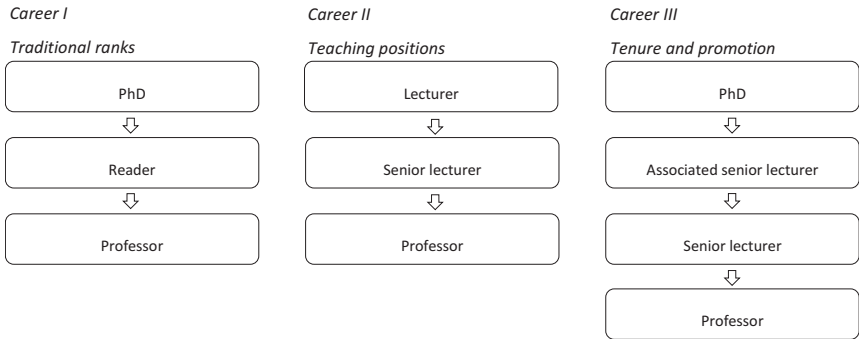 Career I
Traditional ranks
PhD
Reader
Professor
Career II
Teaching positions
Lecturer
Senior lecturer
Professor
Career III
Tenure and promotion
PhD
Associated senior lecturer
Senior lecturer
Professor